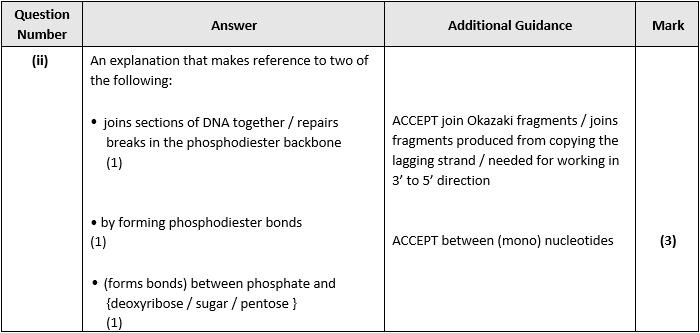 Question Number
Answer
Additional Guidance
Mark
(ii)
An explanation that makes reference to two of
the following:
• joins sections of DNA together / repairs
breaks in the phosphodiester backbone
(1)
ACCEPT join Okazaki fragments / joins
fragments produced from copying the
lagging strand / needed for working in
3’ to 5’ direction
• by forming phosphodiester bonds
(1)
ACCEPT between (mono) nucleotides
(3)
• (forms bonds) between phosphate and
{deoxyribose / sugar / pentose }
(1)